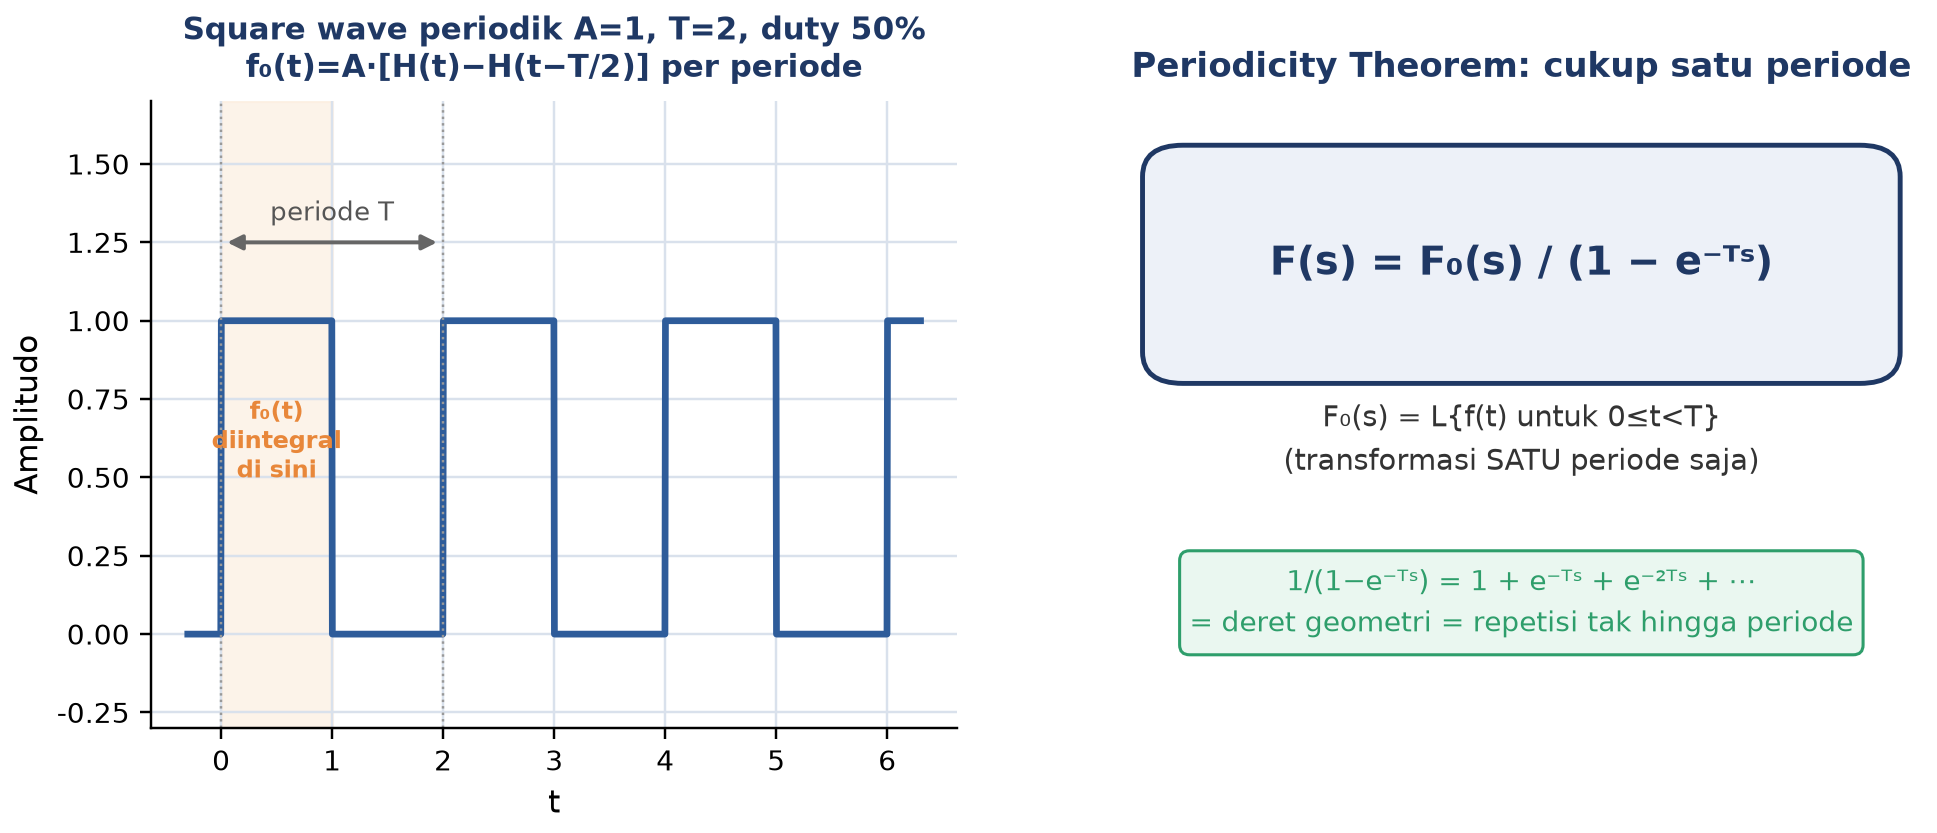 Square wave periodik A=1, T=2, duty 50%
f₀(t)=A·[H(t)−H(t−T/2)] per periode
1.50
1.25
1.00
0.75
0.50
0.25
0.00
-0.25
Amplitudo
periode T
f₀(t)
diintegral
di sini
0 1 2 3 4 5 6
t
Periodicity Theorem: cukup satu periode
F(s) = F₀(s) / (1 − e⁻ᵀˢ)
F₀(s) = L{f(t) untuk 0≤t<T}
(transformasi SATU periode saja)
1/(1−e⁻ᵀˢ) = 1 + e⁻ᵀˢ + e⁻²ᵀˢ + ⋯
= deret geometri = repetisi tak hingga periode